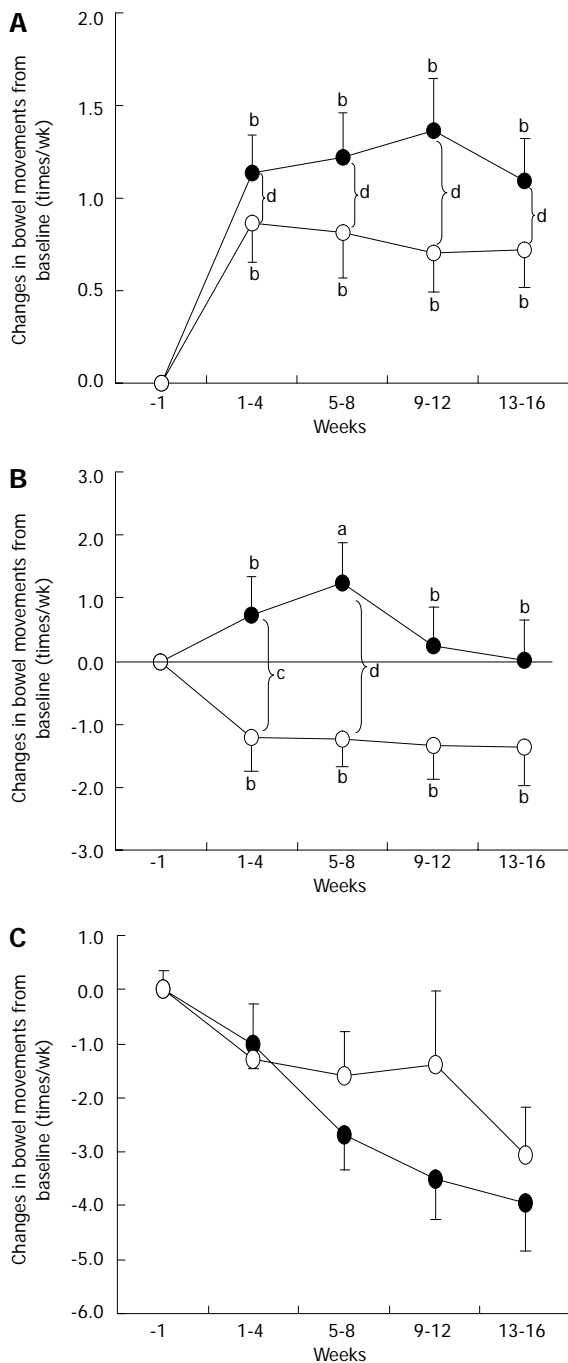 A
Changes in bowel movements from
baseline (times/wk)
2.0
1.5
1.0
0.5
0.0
b
b
b
b
d
d
d
d
b
b
b
b
-1
1-4
5-8
9-12
13-16
Weeks
B
Changes in bowel movements from
baseline (times/wk)
3.0
2.0
1.0
0.0
-1.0
-2.0
-3.0
b
a
b
b
c
d
b
b
b
b
-1
1-4
5-8
9-12
13-16
Weeks
C
Changes in bowel movements from
baseline (times/wk)
1.0
0.0
-1.0
-2.0
-3.0
-4.0
-5.0
-6.0
-1
1-4
5-8
9-12
13-16
Weeks